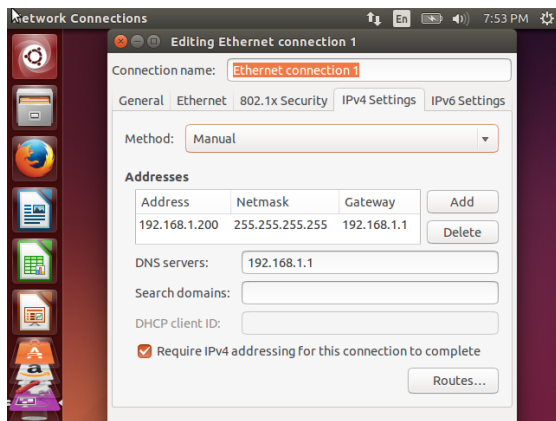 Network Connections En 7:53 PM
Editing Ethernet connection 1
Connection name: Ethernet connection 1
General Ethernet 802.1x Security IPv4 Settings IPv6 Settings
Method: Manual
Addresses
Address Netmask Gateway Add
192.168.1.200 255.255.255.255 192.168.1.1 Delete
DNS servers: 192.168.1.1
Search domains:
DHCP client ID:
Require IPv4 addressing for this connection to complete
Routes...